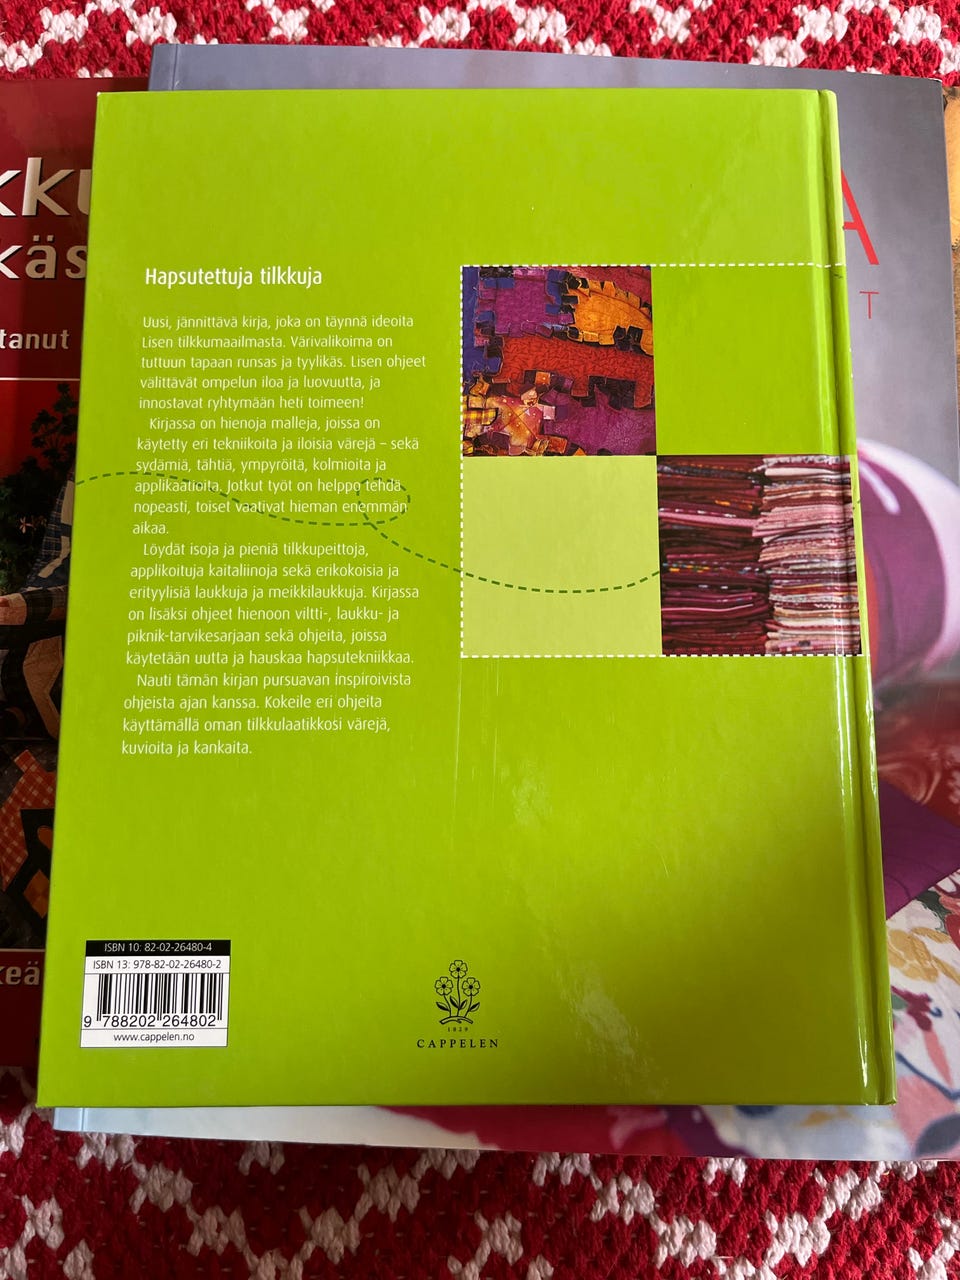 kku
käs
tanut
keä
A
T
Hapsutettuja tilkkuja
Uusi, jännittävä kirja, joka on täynnä ideoita
Lisen tilkkumaailmasta. Värivalikoima on
tuttuun tapaan runsas ja tyylikäs. Lisen ohjeet
välittävät ompelun iloa ja luovuutta, ja
innostavat ryhtymään heti toimeen!
Kirjassa on hienoja malleja, joissa on
käytetty eri tekniikoita ja iloisia värejä – sekä
sydämiä, tähtiä, ympyröitä, kolmioita ja
applikaatioita. Jotkut työt on helppo tehdä
nopeasti, toiset vaativat hieman enemmän
aikaa.
Löydät isoja ja pieniä tilkkupeittoja,
applikoituja kaitaliinoja sekä erikokoisia ja
erityylisiä laukkuja ja meikkilaukkuja. Kirjassa
on lisäksi ohjeet hienoon viltti-, laukku- ja
piknik-tarvikesarjaan sekä ohjeita, joissa
käytetään uutta ja hauskaa hapsutekniikkaa.
Nauti tämän kirjan pursuavan inspiroivista
ohjeista ajan kanssa. Kokeile eri ohjeita
käyttämällä oman tilkkulaatikkosi värejä,
kuvioita ja kankaita.
ISBN 10: 82-02-26480-4
ISBN 13: 978-82-02-26480-2
9 788202 264802
www.cappelen.no
1829
CAPPELEN